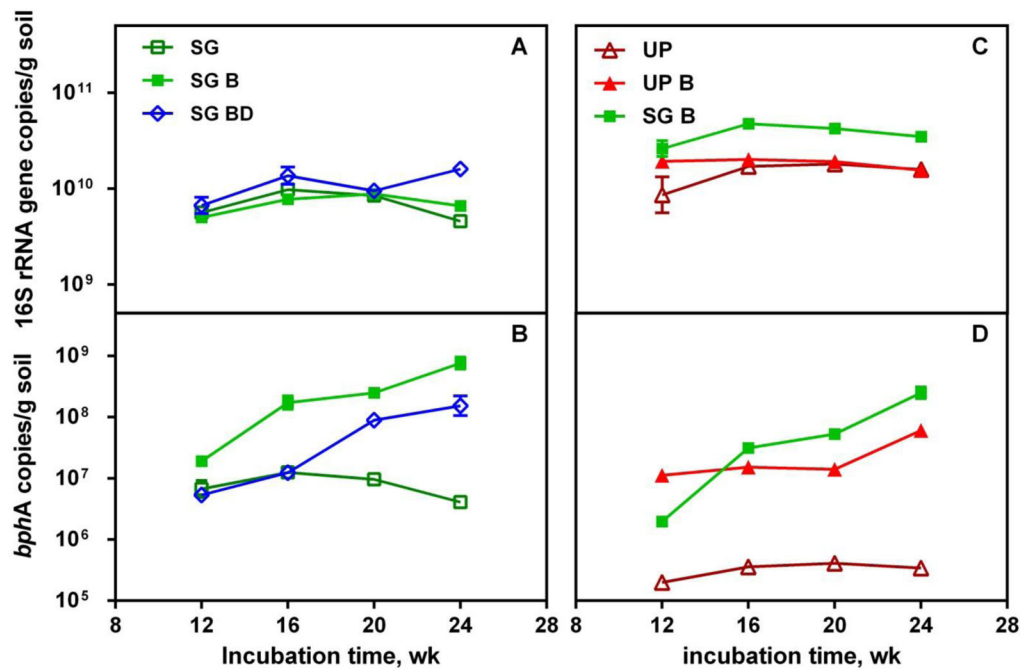 A
SG
SG B
SG BD
C
UP
UP B
SG B
16S rRNA gene copies/g soil
10¹¹
10¹⁰
10⁹
B
D
bphA copies/g soil
10⁹
10⁸
10⁷
10⁶
10⁵
8 12 16 20 24 28
8 12 16 20 24 28
Incubation time, wk
incubation time, wk